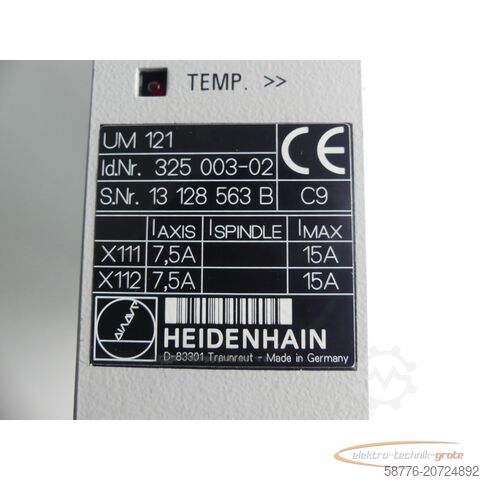 TEMP. >>
UM 121
CE
Id.Nr. 325 003-02
S.Nr. 13 128 563 B C9
IAXIS ISPINDLE IMAX
X111 7,5A 15A
X112 7,5A 15A
HEIDENHAIN
D-83301 Traunreut - Made in Germany
elektro-technik-grote
58776-20724892